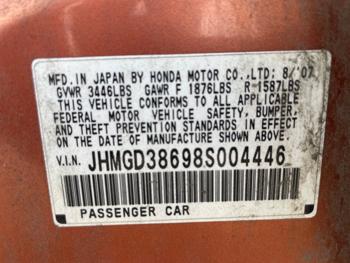 MFD. IN JAPAN BY HONDA MOTOR CO.,LTD: 8/'07
GVWR 3446LBS GAWR F 1876LBS R 1587LBS
THIS VEHICLE CONFORMS TO ALL APPLICABLE
FEDERAL MOTOR VEHICLE SAFETY, BUMPER,
AND THEFT PREVENTION STANDARDS IN EFFECT
ON THE DATE OF MANUFACTURE SHOWN ABOVE.
V.I.N. JHMGD38698S004446
PASSENGER CAR